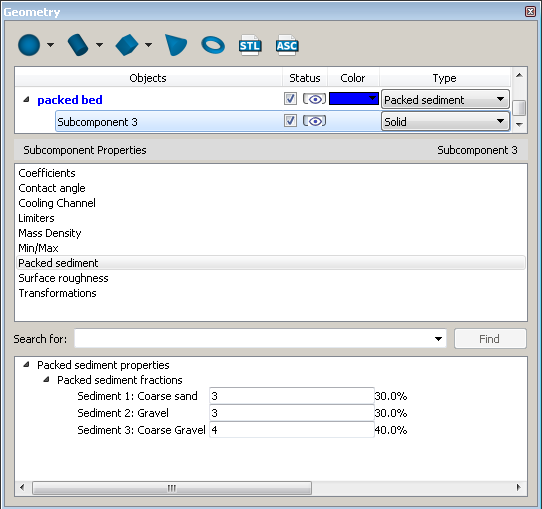 Geometry
STL ASC
Objects Status Color Type
packed bed Packed sediment
Subcomponent 3 Solid
Subcomponent Properties Subcomponent 3
Coefficients
Contact angle
Cooling Channel
Limiters
Mass Density
Min/Max
Packed sediment
Surface roughness
Transformations
Search for: Find
Packed sediment properties
Packed sediment fractions
Sediment 1: Coarse sand 3 30.0%
Sediment 2: Gravel 3 30.0%
Sediment 3: Coarse Gravel 4 40.0%